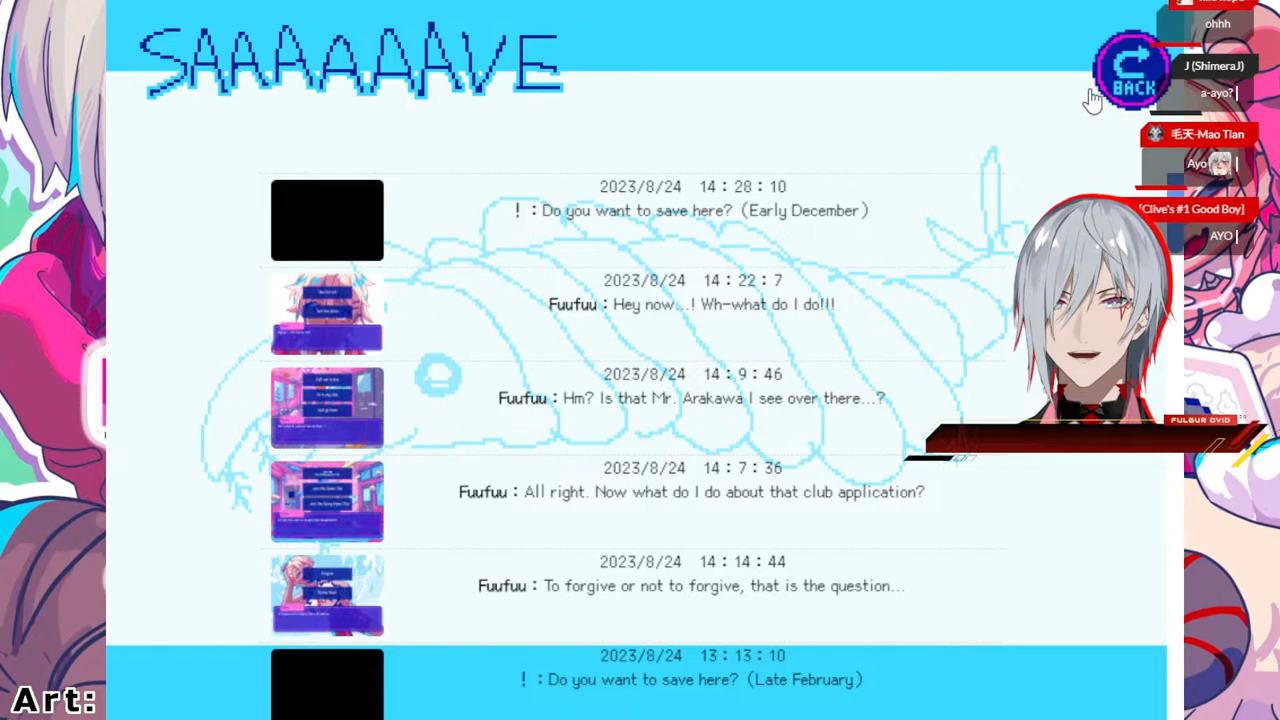 SAAAAAAVE
BACK
ohhh
J (ShimeraJ)
a-ayo?
毛天-Mao Tian
Ayo
[Clive's #1 Good Boy]
AYO
2023/8/24 14:28:10
! :Do you want to save here? (Early December)
2023/8/24 14:22:7
Fuufuu:Hey now...! Wh-what do I do!!!
2023/8/24 14:9:46
Fuufuu:Hm? Is that Mr. Arakawa I see over there...?
FULGUR OVID
2023/8/24 14:7:36
Fuufuu:All right. Now what do I do about that club application?
2023/8/24 14:14:44
Fuufuu:To forgive or not to forgive, that is the question...
2023/8/24 13:13:10
! :Do you want to save here? (Late February)
Art: